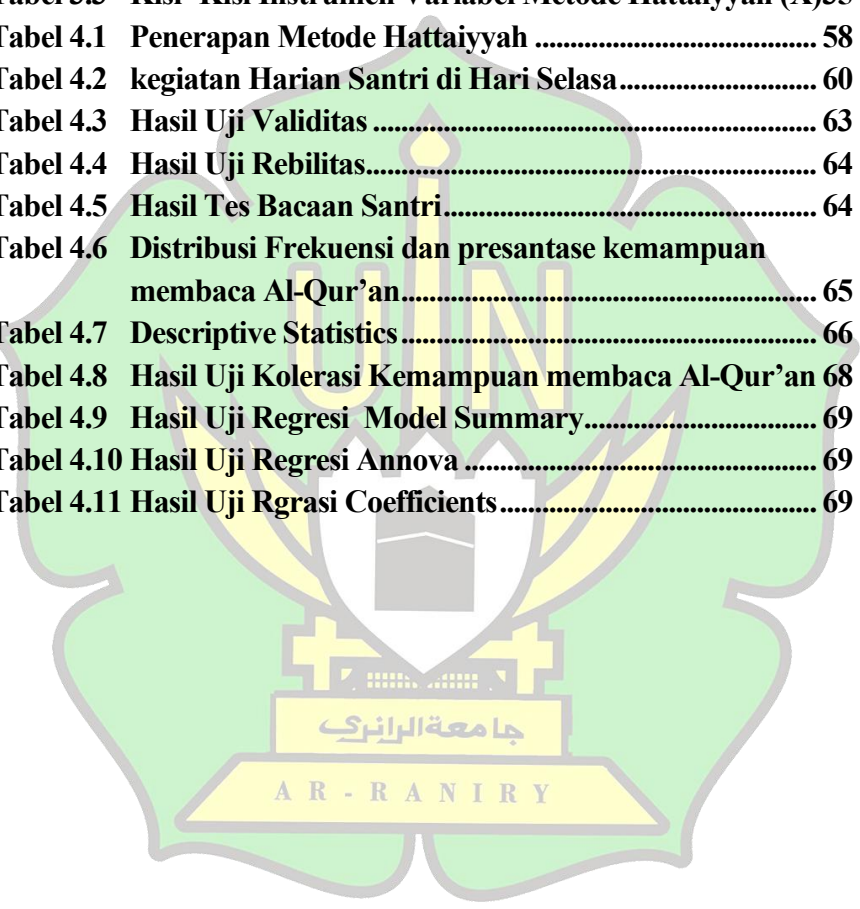 Tabel 4.1 Penerapan Metode Hattaiyyah ........................................ 58
Tabel 4.2 kegiatan Harian Santri di Hari Selasa ............................ 60
Tabel 4.3 Hasil Uji Validitas ............................................................... 63
Tabel 4.4 Hasil Uji Rebilitas ................................................................ 64
Tabel 4.5 Hasil Tes Bacaan Santri ..................................................... 64
Tabel 4.6 Distribusi Frekuensi dan presantase kemampuan
membaca Al-Qur’an ........................................................... 65
Tabel 4.7 Descriptive Statistics ........................................................... 66
Tabel 4.8 Hasil Uji Kolerasi Kemampuan membaca Al-Qur’an 68
Tabel 4.9 Hasil Uji Regresi Model Summary ................................. 69
Tabel 4.10 Hasil Uji Regresi Annova .................................................. 69
Tabel 4.11 Hasil Uji Rgrasi Coefficients ............................................. 69
UIN
جامعةالرانري
AR-RANIRY